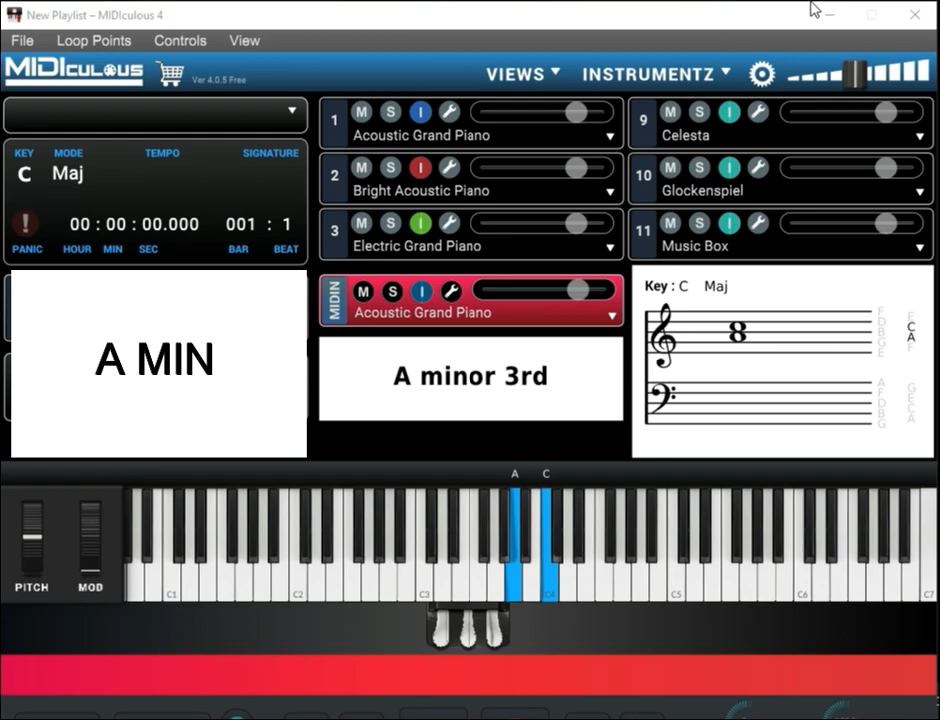 New Playlist – MIDIculous 4
File Loop Points Controls View
MIDIculous Ver 4.0.5 Free VIEWS INSTRUMENTZ
KEY MODE TEMPO SIGNATURE
C Maj
! 00 : 00 : 00.000 001 : 1
PANIC HOUR MIN SEC BAR BEAT
1 M S I
Acoustic Grand Piano
2 M S I
Bright Acoustic Piano
3 M S I
Electric Grand Piano
9 M S I
Celesta
10 M S I
Glockenspiel
11 M S I
Music Box
A MIN
MIDIN M S I
Acoustic Grand Piano
A minor 3rd
Key : C Maj
F
D
B
G
E
F
C
A
F
A
F
D
B
G
G
E
C
A
A C
PITCH MOD
C1 C2 C3 C4 C5 C6 C7